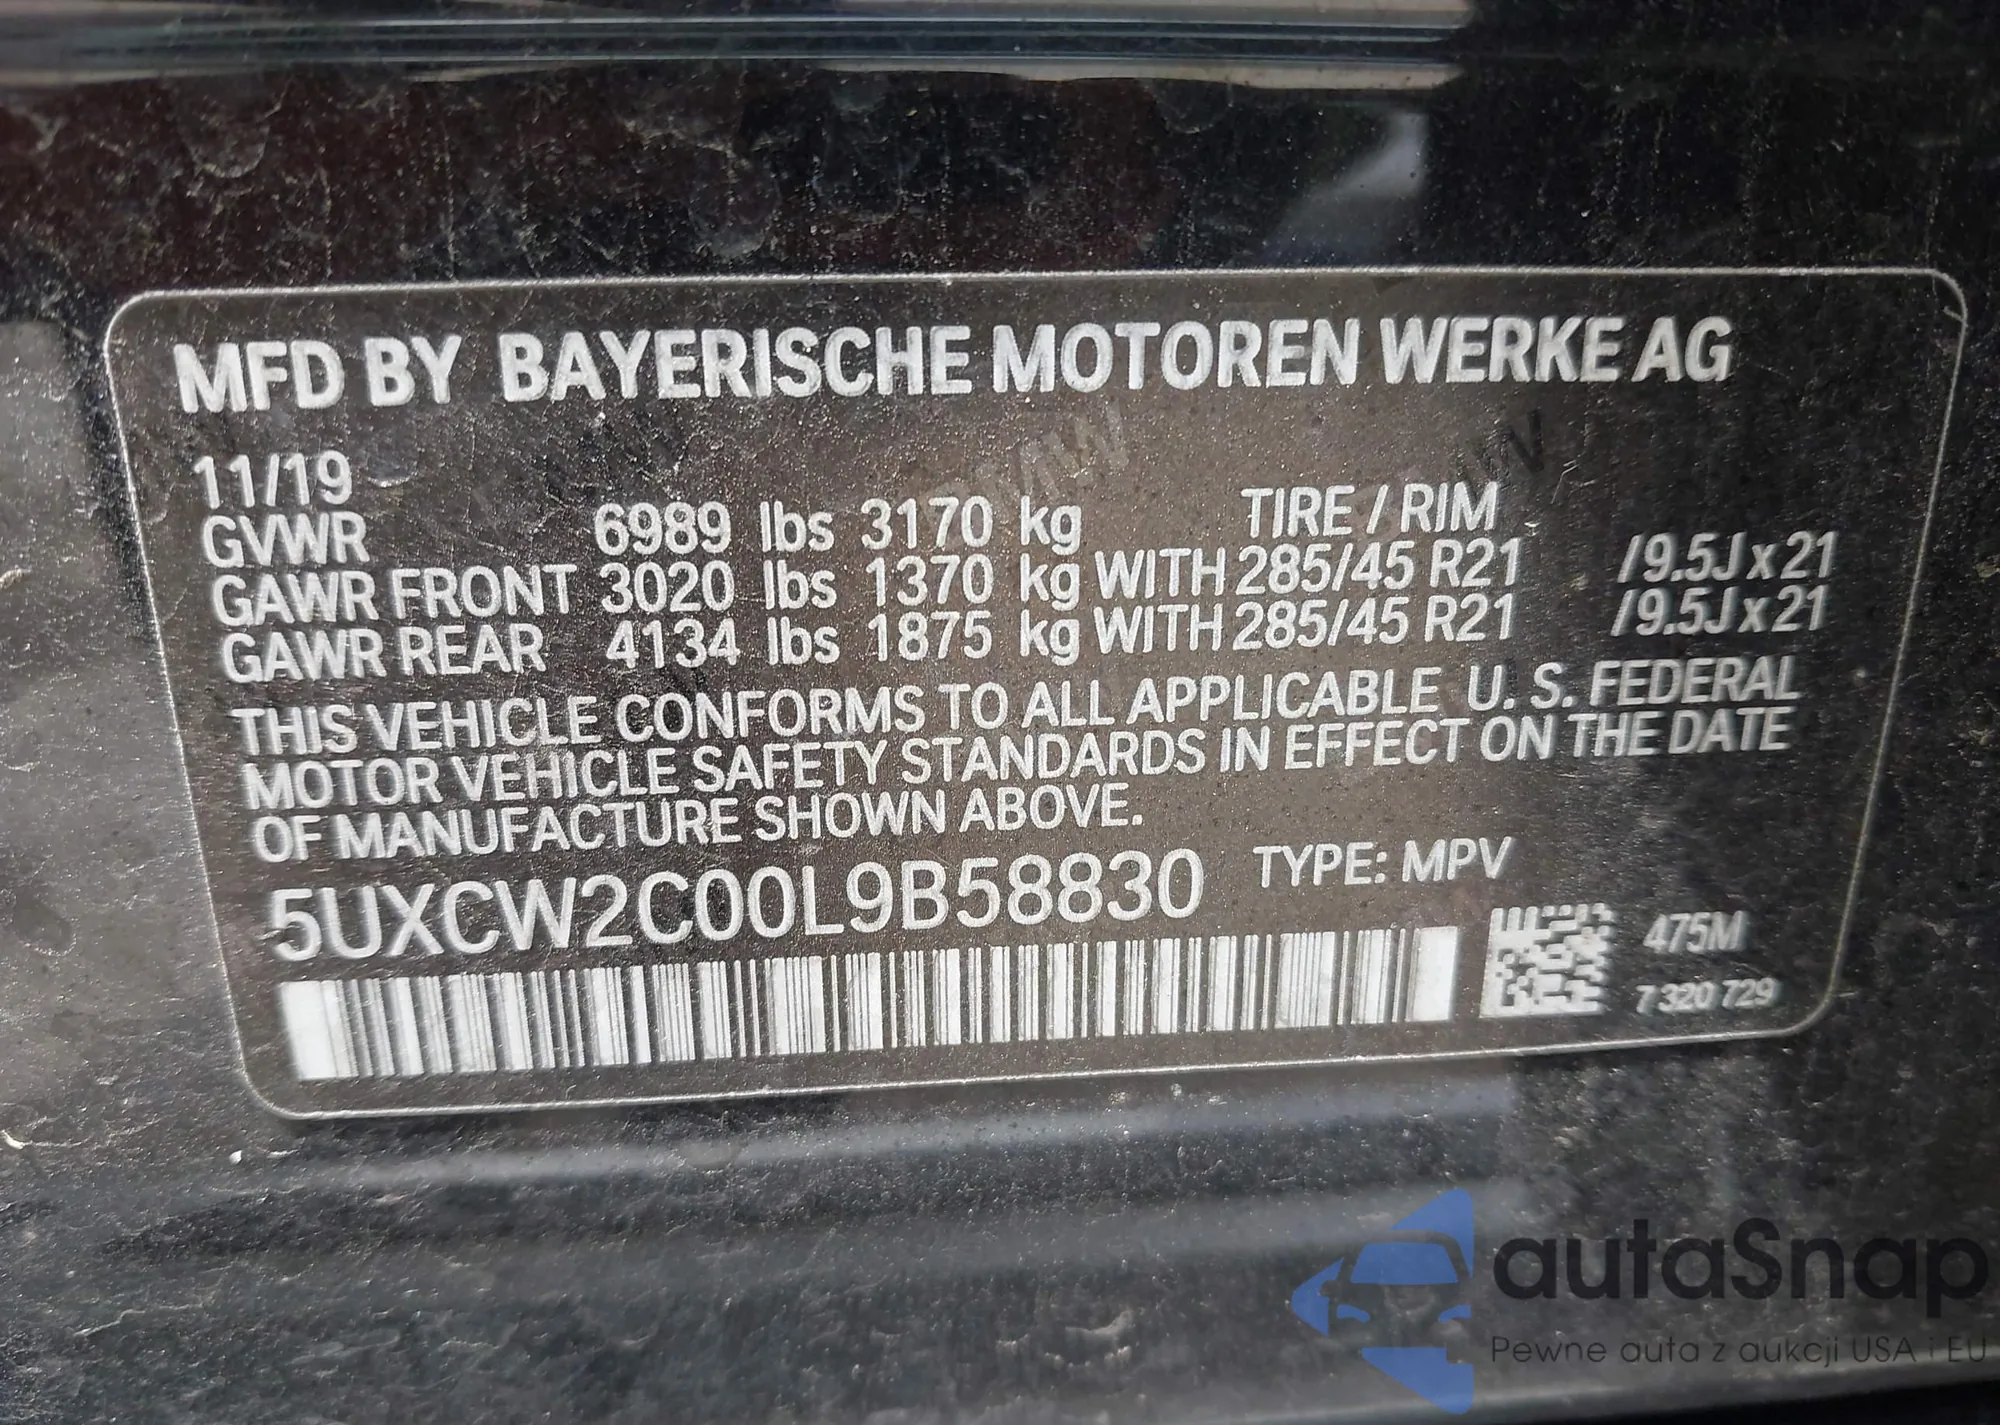 MFD BY BAYERISCHE MOTOREN WERKE AG
11/19
GVWR 6989 lbs 3170 kg TIRE / RIM
GAWR FRONT 3020 lbs 1370 kg WITH 285/45 R21 /9.5J x 21
GAWR REAR 4134 lbs 1875 kg WITH 285/45 R21 /9.5J x 21
THIS VEHICLE CONFORMS TO ALL APPLICABLE U. S. FEDERAL
MOTOR VEHICLE SAFETY STANDARDS IN EFFECT ON THE DATE
OF MANUFACTURE SHOWN ABOVE.
5UXCW2C00L9B58830 TYPE: MPV
475M
7 320 729
autaSnap
Pewne auta z aukcji USA i EU